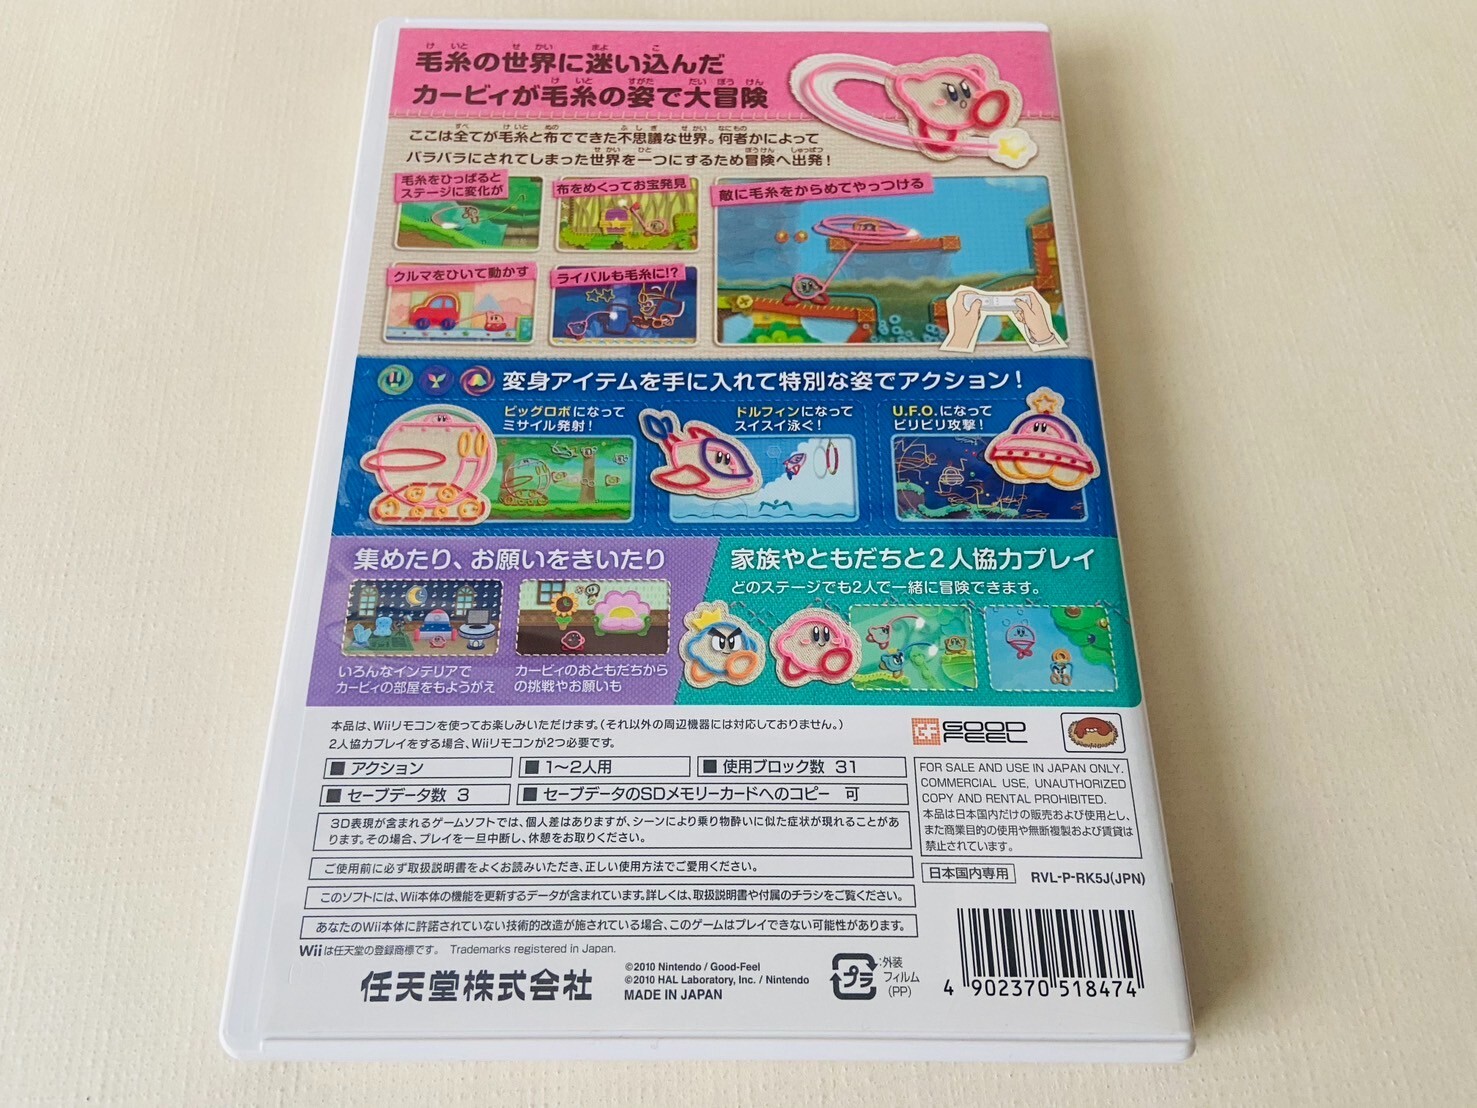 毛糸の世界に迷い込んだ
カービィが毛糸の姿で大冒険
ここは全てが毛糸と布でできた不思議な世界。何者かによって
バラバラにされてしまった世界を一つにするため冒険へ出発！
毛糸をひっぱると
ステージに変化が
布をめくってお宝発見
敵に毛糸をからめてやっつける
クルマをひいて動かす
ライバルも毛糸に!?
変身アイテムを手に入れて特別な姿でアクション！
ビッグロボになって
ミサイル発射！
ドルフィンになって
スイスイ泳ぐ！
U.F.O.になって
ビリビリ攻撃！
集めたり、お願いをきいたり
いろんなインテリアで
カービィの部屋をもようがえ
カービィのおともだちから
の挑戦やお願いも
家族やともだちと2人協力プレイ
どのステージでも2人で一緒に冒険できます。
本品は、Wiiリモコンを使ってお楽しみいただけます。(それ以外の周辺機器には対応しておりません。)
2人協力プレイをする場合、Wiiリモコンが2つ必要です。
GF GOOD
FEEL
■ アクション
■ 1～2人用
■ 使用ブロック数 31
■ セーブデータ数 3
■ セーブデータのSDメモリーカードへのコピー 可
3D表現が含まれるゲームソフトでは、個人差はありますが、シーンにより乗り物酔いに似た症状が現れることがあ
ります。その場合、プレイを一旦中断し、休憩をお取りください。
ご使用前に必ず取扱説明書をよくお読みいただき、正しい使用方法でご愛用ください。
このソフトには、Wii本体の機能を更新するデータが含まれています。詳しくは、取扱説明書や付属のチラシをご覧ください。
あなたのWii本体に許諾されていない技術的改造が施されている場合、このゲームはプレイできない可能性があります。
FOR SALE AND USE IN JAPAN ONLY.
COMMERCIAL USE, UNAUTHORIZED
COPY AND RENTAL PROHIBITED.
本品は日本国内だけの販売および使用とし、
また商業目的の使用や無断複製および賃貸は
禁止されています。
日本国内専用
RVL-P-RK5J(JPN)
Wiiは任天堂の登録商標です。 Trademarks registered in Japan.
任天堂株式会社
©2010 Nintendo / Good-Feel
©2010 HAL Laboratory, Inc. / Nintendo
MADE IN JAPAN
プラ
:外装
フィルム
(PP)
4 902370 518474